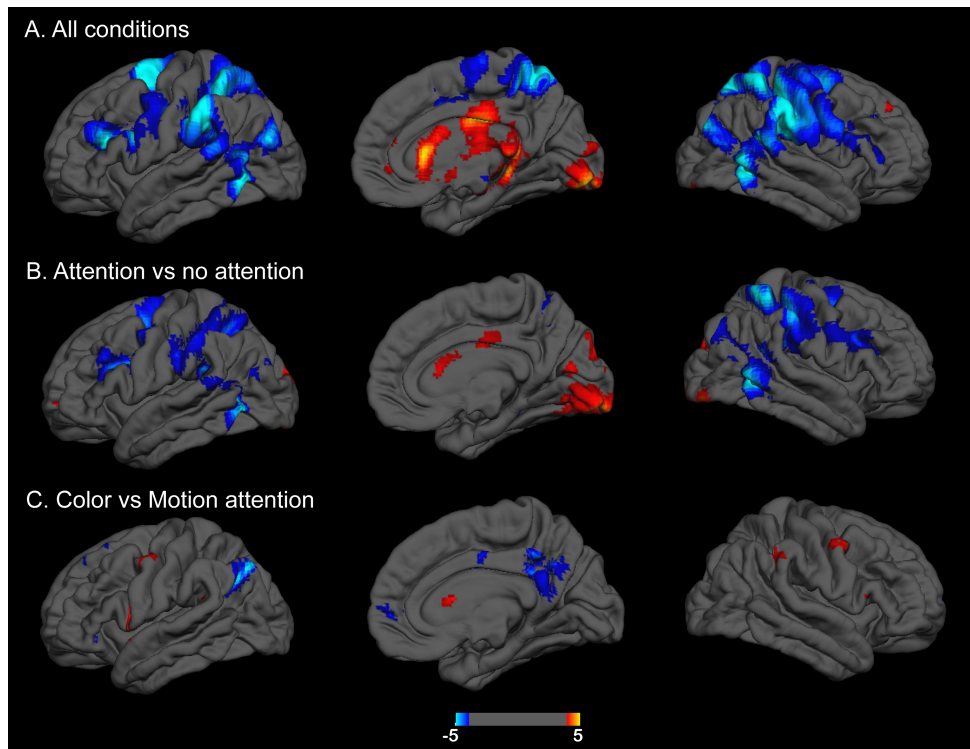 A. All conditions
B. Attention vs no attention
C. Color vs Motion attention
-5 5